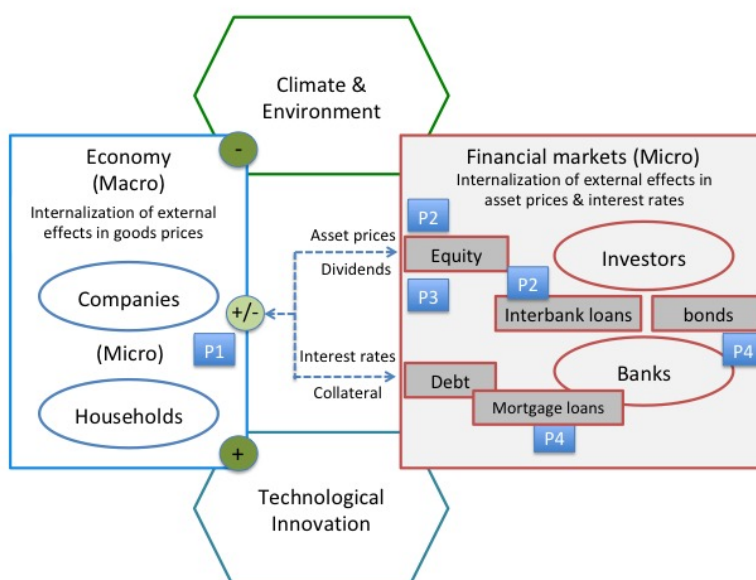 Climate &
Environment
-
Economy
(Macro)
Internalization of external
effects in goods prices
Companies
+/-
(Micro)
P1
Households
+
Asset prices
Dividends
Interest rates
Collateral
Financial markets (Micro)
Internalization of external effects in
asset prices & interest rates
P2
Equity
Investors
P3
P2
Interbank loans
bonds
P4
Debt
Banks
Mortgage loans
P4
Technological
Innovation